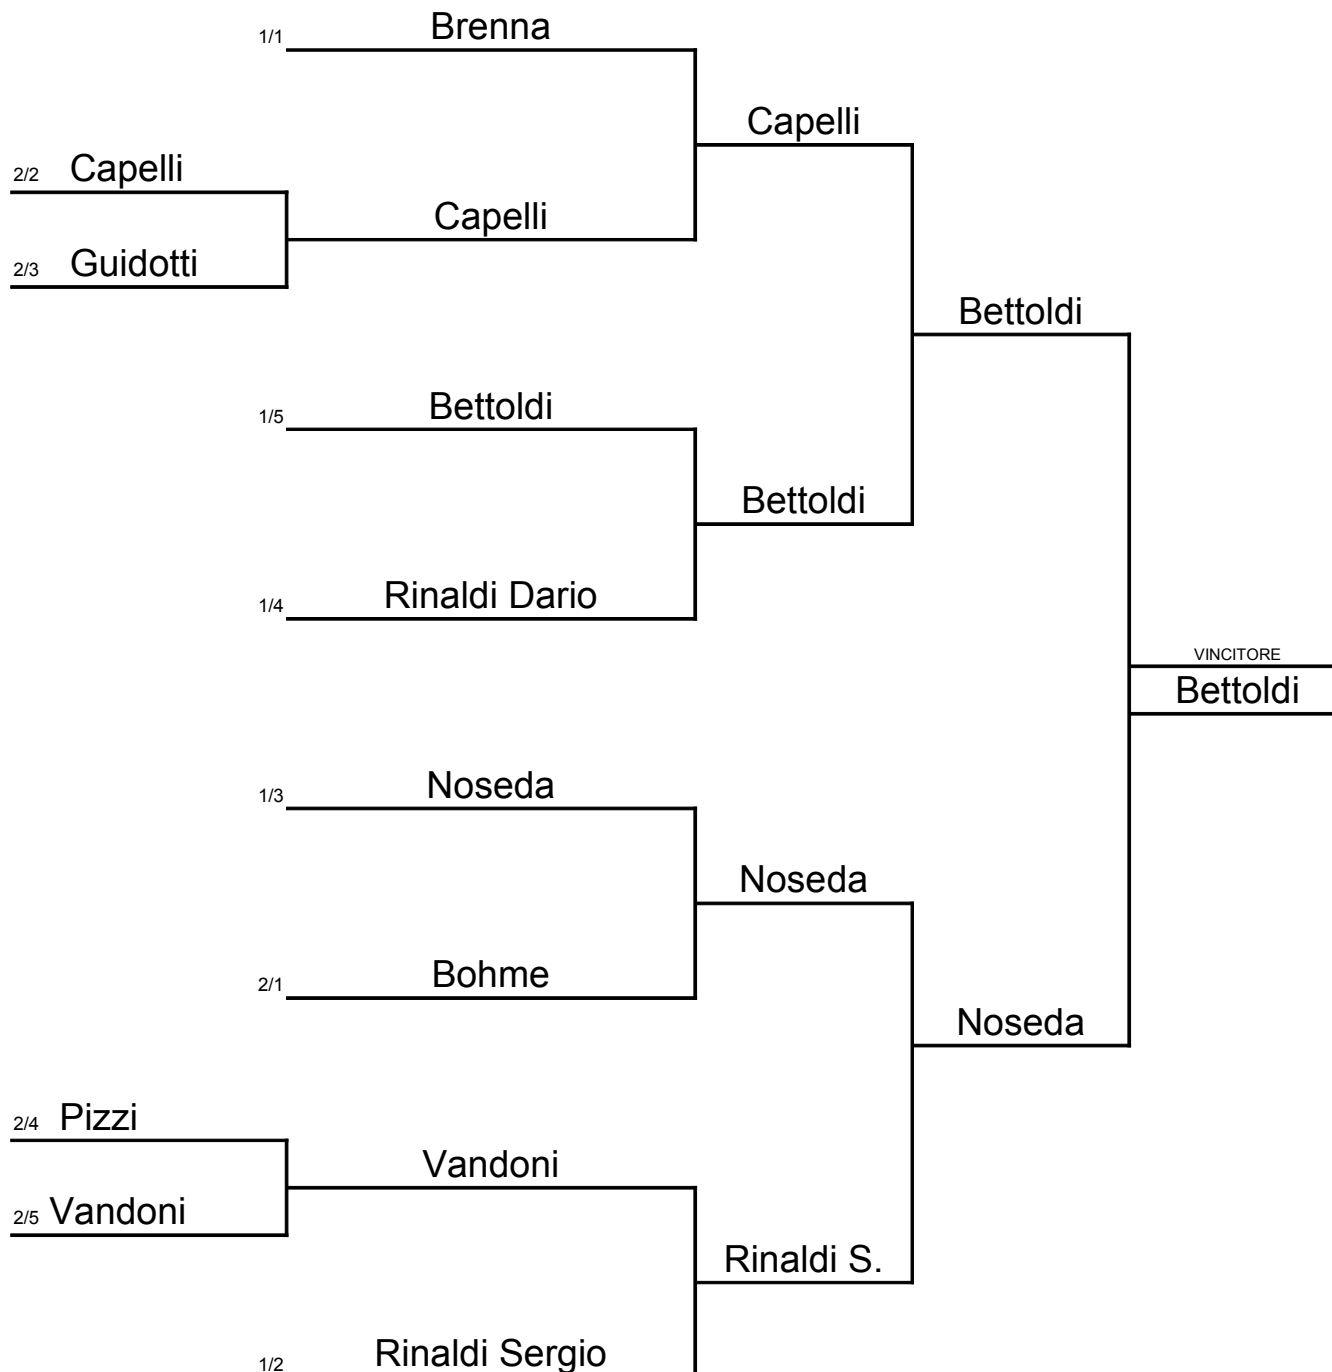 1/1 Brenna
Capelli
2/2 Capelli
Capelli
2/3 Guidotti
Bettoldi
1/5 Bettoldi
Bettoldi
1/4 Rinaldi Dario
VINCITORE
Bettoldi
1/3 Noseda
Noseda
2/1 Bohme
Noseda
2/4 Pizzi
Vandoni
2/5 Vandoni
Rinaldi S.
1/2 Rinaldi Sergio